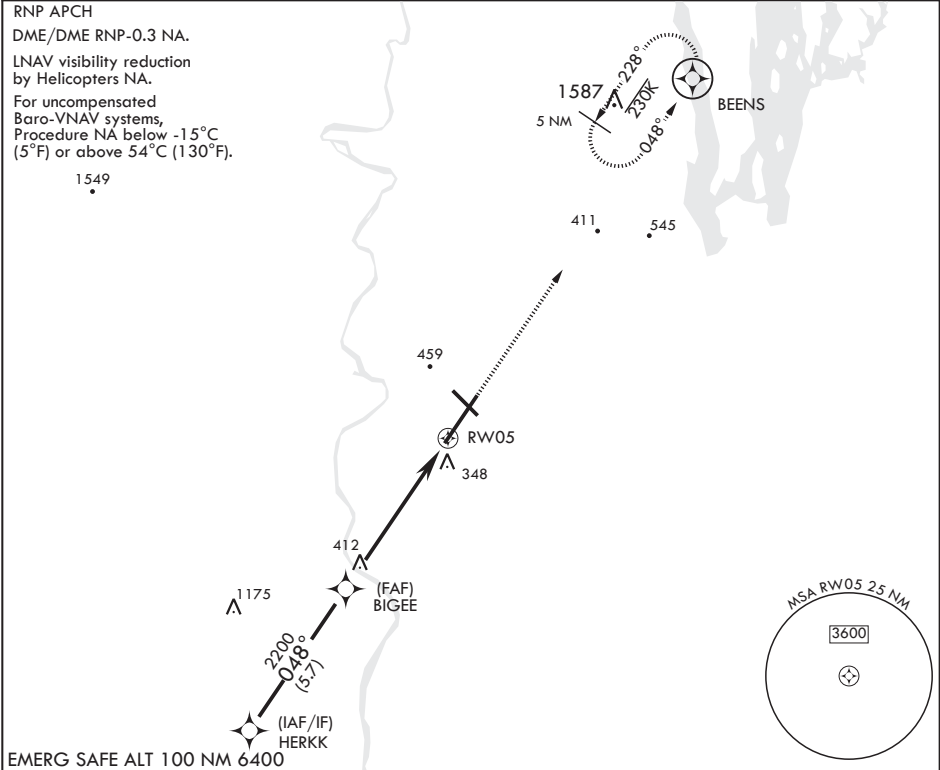 RNP APCH
DME/DME RNP-0.3 NA.
LNAV visibility reduction
by Helicopters NA.
For uncompensated
Baro-VNAV systems,
Procedure NA below -15°C
(5°F) or above 54°C (130°F).
1549
1587
228°
230K
5 NM
048°
BEENS
411
545
459
RW05
348
412
(FAF)
BIGEE
1175
2200
048°
(5.7)
(IAF/IF)
HERKK
MSA RW05 25 NM
3600
EMERG SAFE ALT 100 NM 6400